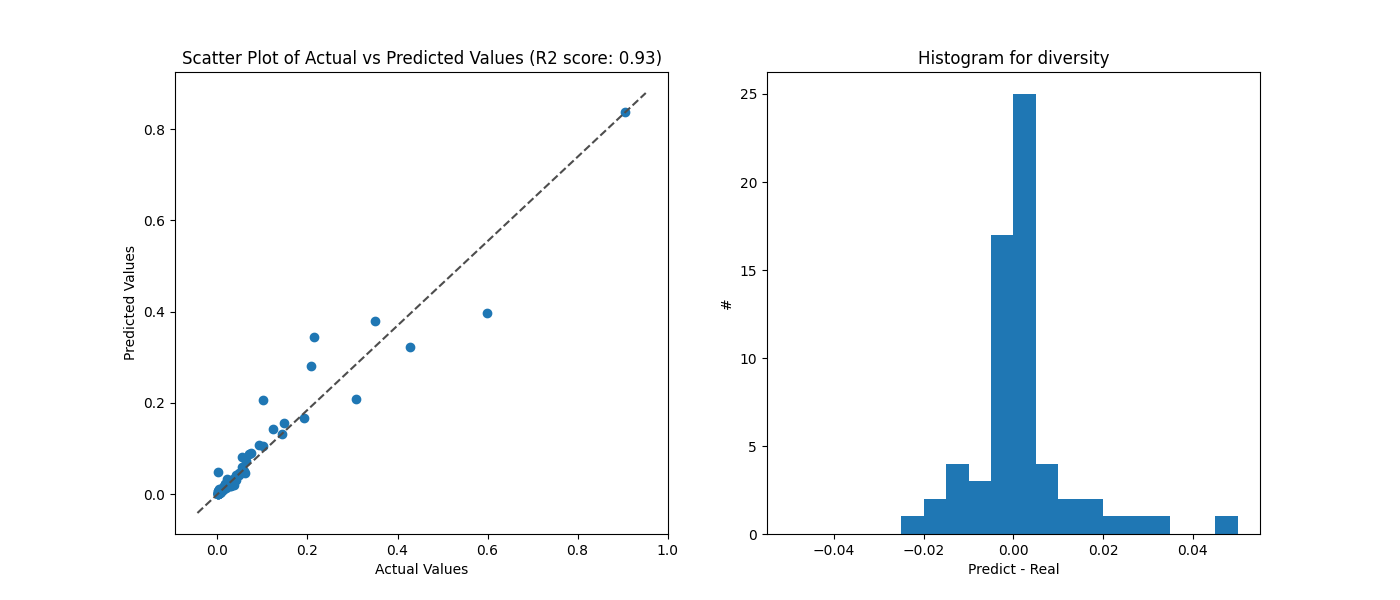 Scatter Plot of Actual vs Predicted Values (R2 score: 0.93)
0.8
0.6
0.4
0.2
0.0
Predicted Values
0.0 0.2 0.4 0.6 0.8 1.0
Actual Values
Histogram for diversity
25
20
15
10
5
0
#
−0.04 −0.02 0.00 0.02 0.04
Predict - Real